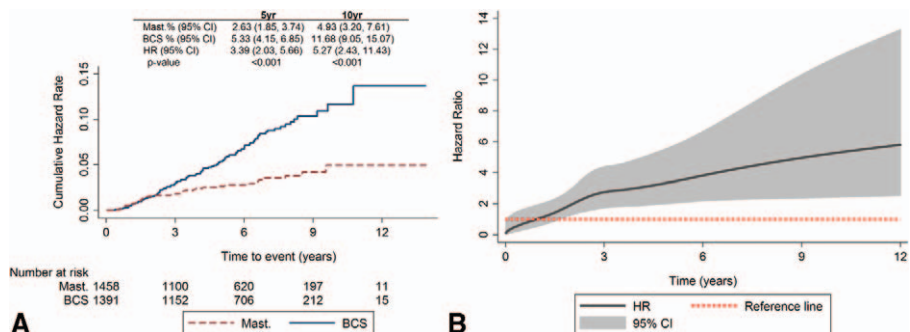 5yr 10yr
Mast.% (95% CI) 2.63 (1.85, 3.74) 4.93 (3.20, 7.61)
BCS % (95% CI) 5.33 (4.15, 6.85) 11.68 (9.05, 15.07)
HR (95% CI) 3.39 (2.03, 5.66) 5.27 (2.43, 11.43)
p-value <0.001 <0.001
Cumulative Hazard Rate
0.15
0.10
0.05
0.00
0 3 6 9 12
Time to event (years)
Number at risk
Mast. 1458 1100 620 197 11
BCS 1391 1152 706 212 15
Mast. BCS
A
Hazard Ratio
14
12
10
8
6
4
2
0
0 3 6 9 12
Time (years)
HR Reference line
95% CI
B